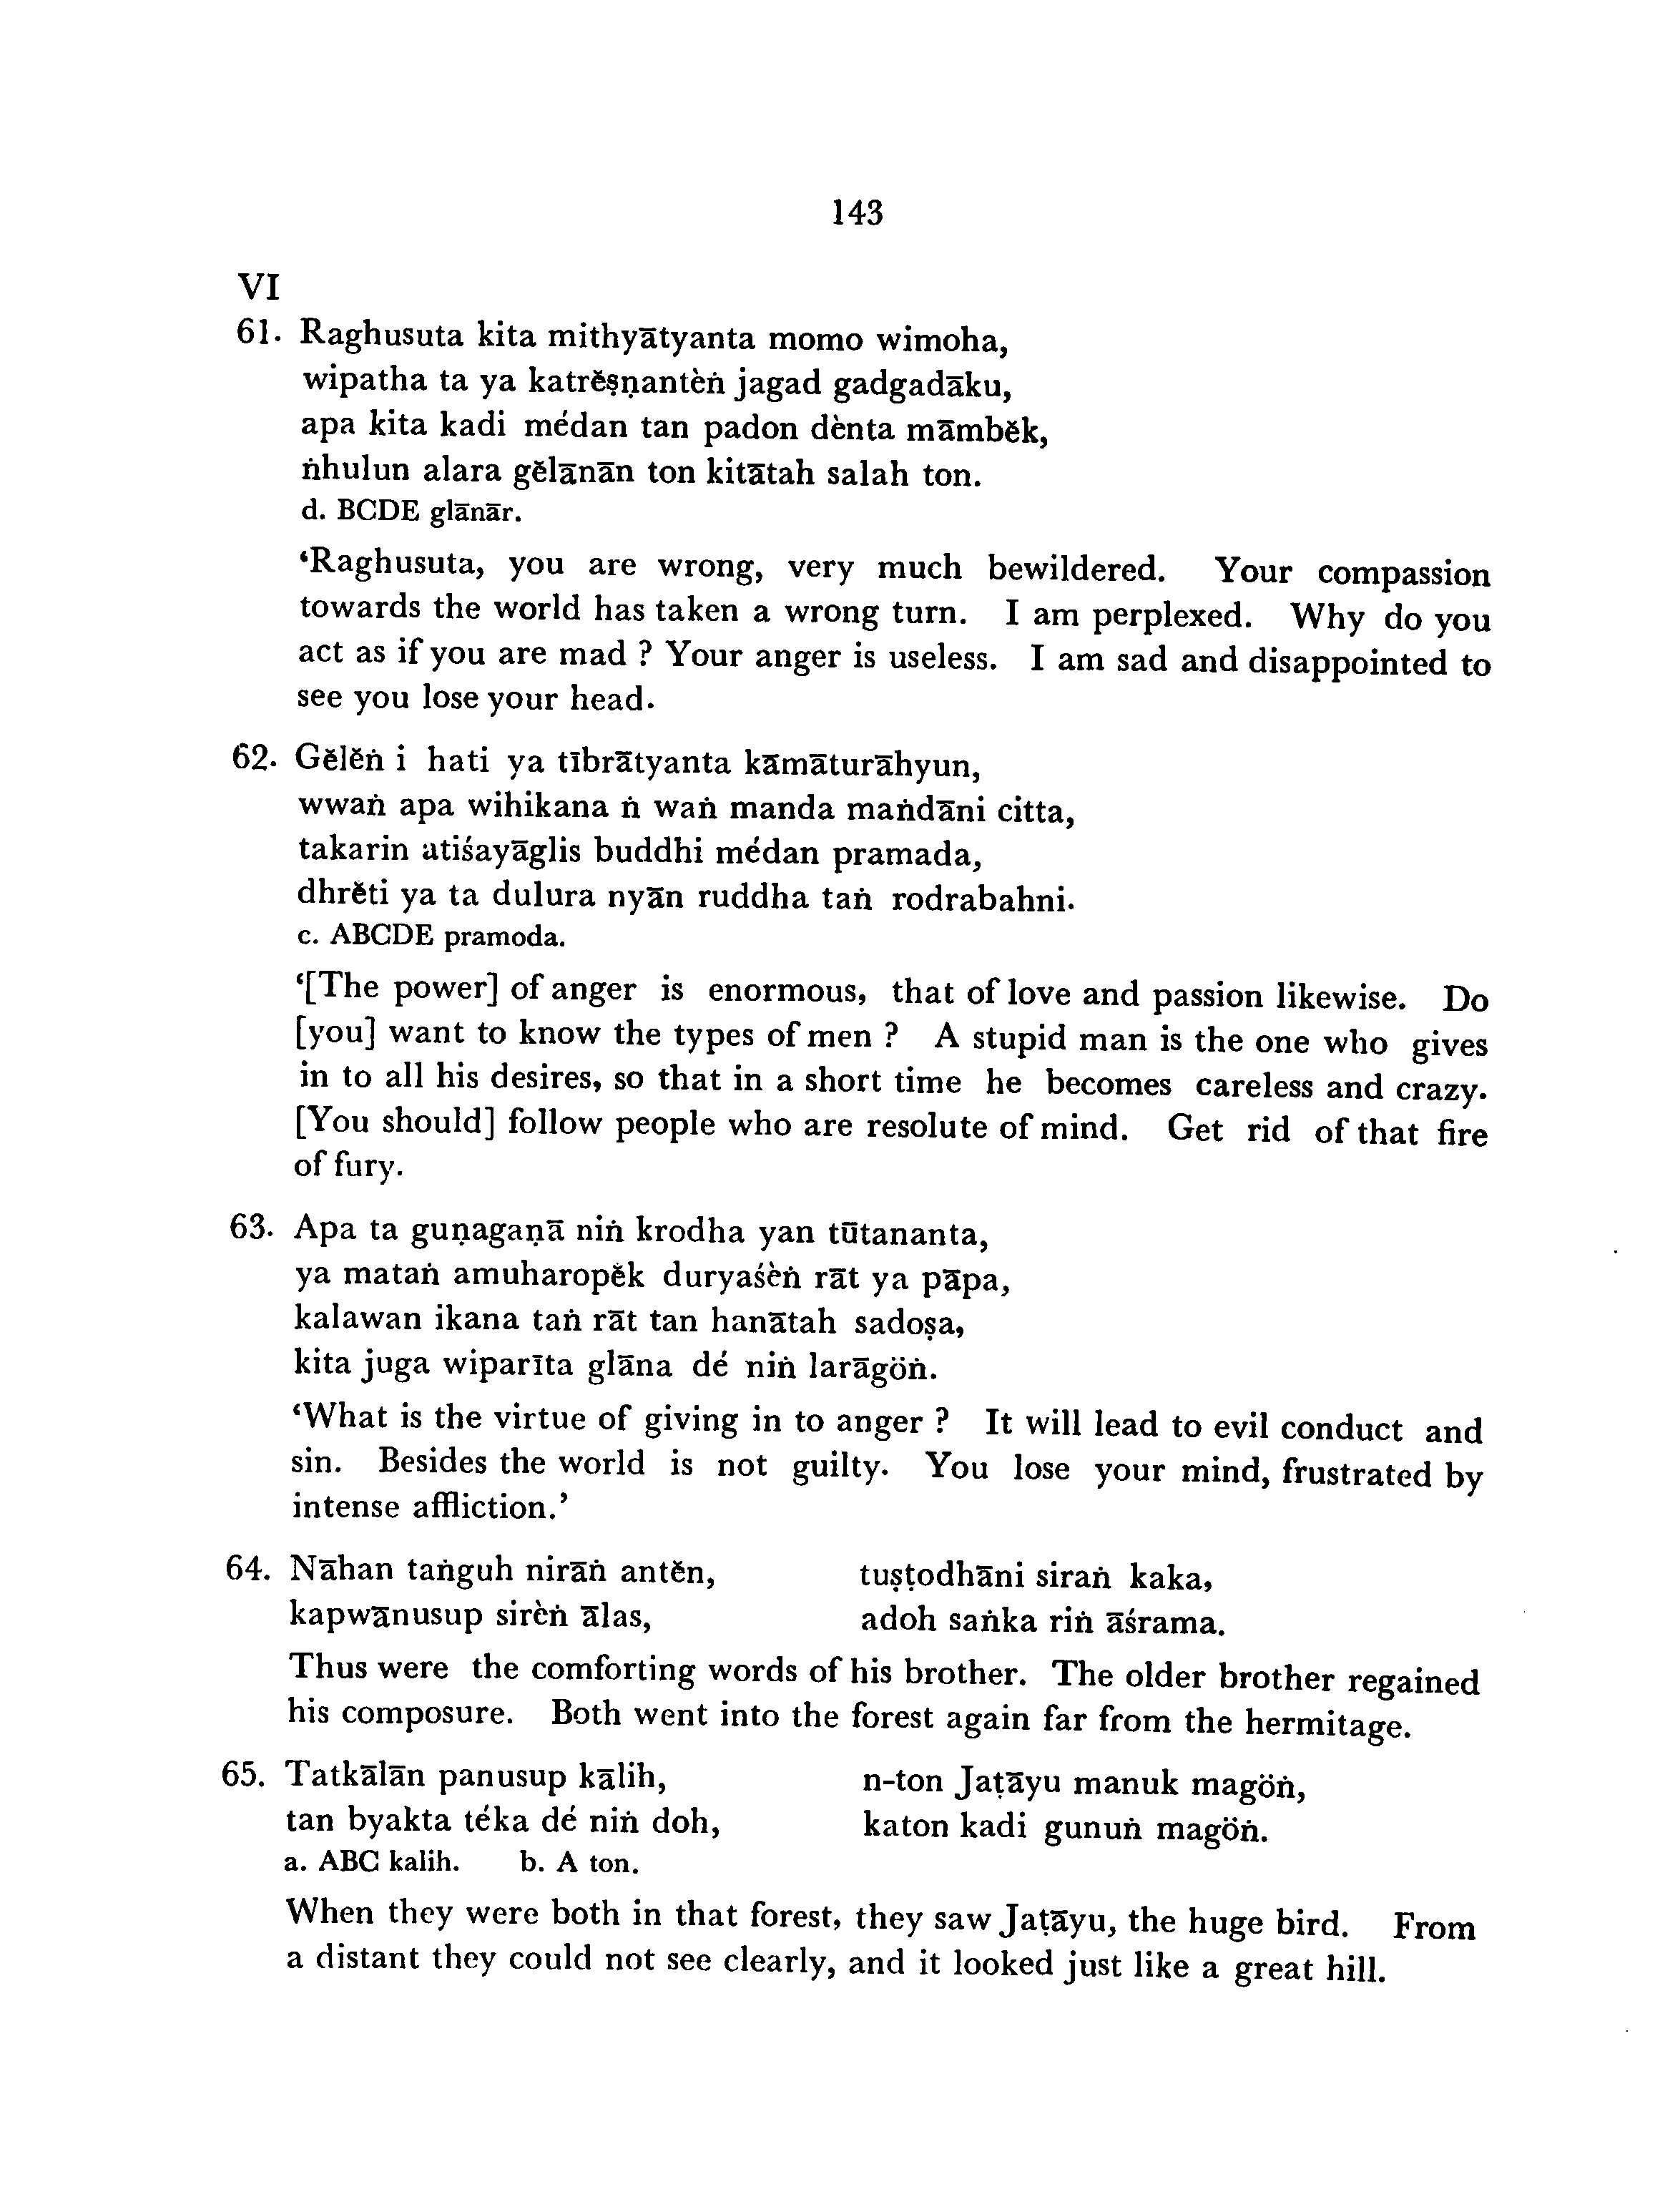 143
VI
61. Raghusuta kita mithyātyanta momo wimoha,
wipatha ta ya katrĕṣṇantèṅ jagad gadgadāku,
apa kita kadi médan tan padon dènta māmbĕk,
ṅhulun alara gĕlānān ton kitātah salah ton.
d. BCDE glānār.
‘Raghusuta, you are wrong, very much bewildered. Your compassion
towards the world has taken a wrong turn. I am perplexed. Why do you
act as if you are mad ? Your anger is useless. I am sad and disappointed to
see you lose your head.
62. Gĕlĕṅ i hati ya tībrātyanta kāmāturāhyun,
wwaṅ apa wihikana ṅ waṅ manda maṅdāni citta,
takarin atiśayāglis buddhi médan pramada,
dhrĕti ya ta dulura nyān ruddha taṅ rodrabahni.
c. ABCDE pramoda.
‘[The power] of anger is enormous, that of love and passion likewise. Do
[you] want to know the types of men ? A stupid man is the one who gives
in to all his desires, so that in a short time he becomes careless and crazy.
[You should] follow people who are resolute of mind. Get rid of that fire
of fury.
63. Apa ta guṇagaṇā niṅ krodha yan tūtananta,
ya mataṅ amuharopĕk duryaśèṅ rāt ya pāpa,
kalawan ikana taṅ rāt tan hanātah sadoṣa,
kita juga wiparīta glāna dé niṅ larāgöṅ.
‘What is the virtue of giving in to anger ? It will lead to evil conduct and
sin. Besides the world is not guilty. You lose your mind, frustrated by
intense affliction.’
64. Nāhan taṅguh nirāṅ antĕn, tuṣṭodhāni siraṅ kaka,
kapwānusup sirèṅ ālas, adoh saṅka riṅ āśrama.
Thus were the comforting words of his brother. The older brother regained
his composure. Both went into the forest again far from the hermitage.
65. Tatkālān panusup kālih, n-ton Jaṭāyu manuk magöṅ,
tan byakta téka dé niṅ doh, katon kadi gunuṅ magöṅ.
a. ABC kalih. b. A ton.
When they were both in that forest, they saw Jaṭāyu, the huge bird. From
a distant they could not see clearly, and it looked just like a great hill.